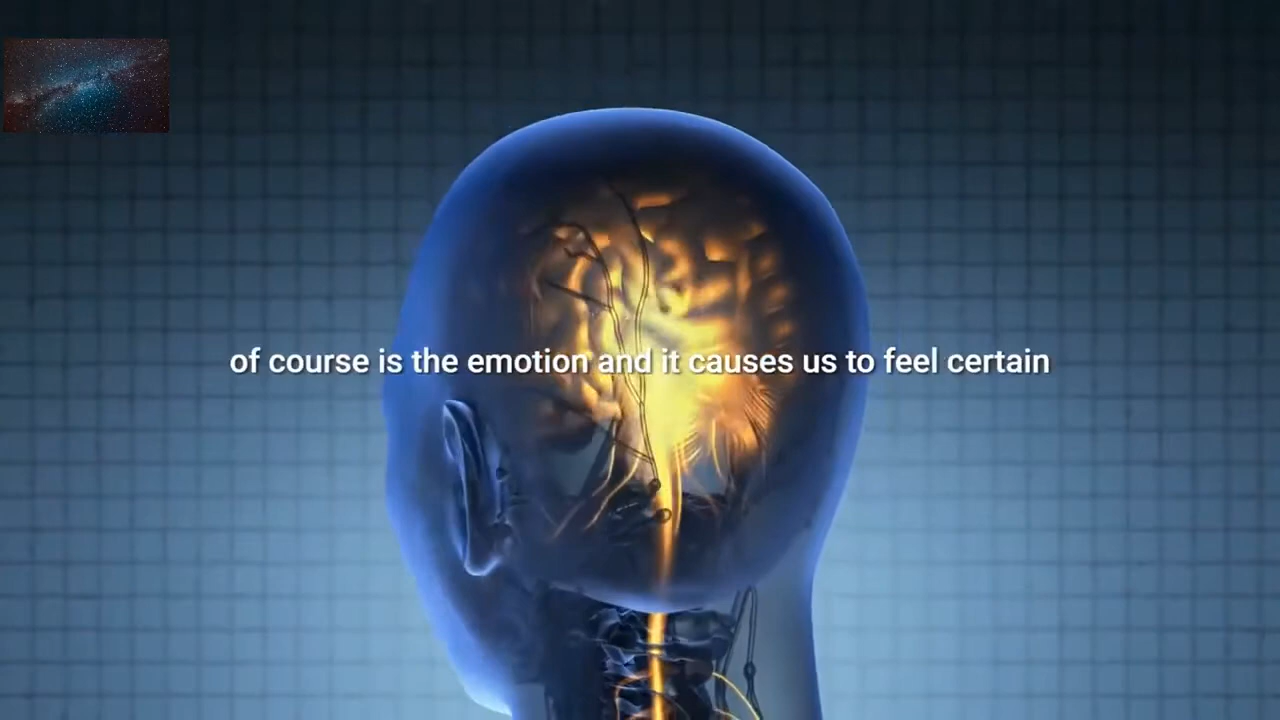 of course is the emotion and it causes us to feel certain